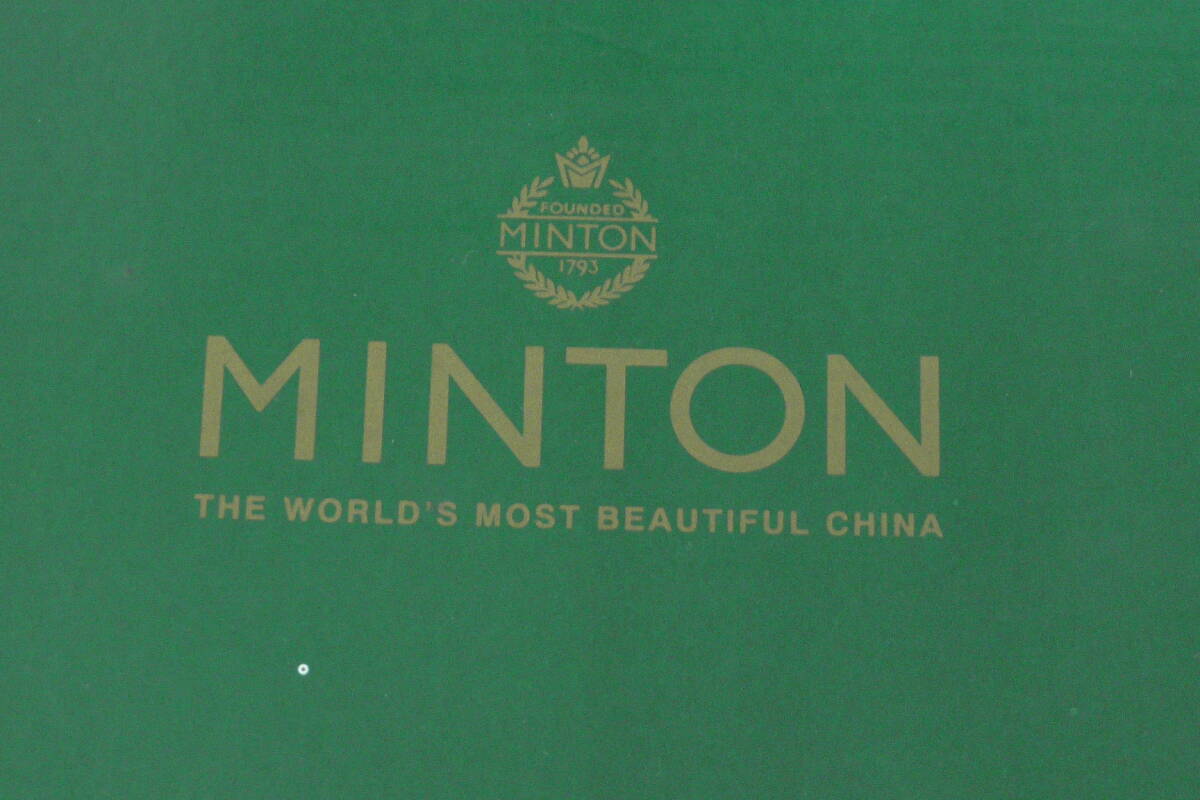 FOUNDED
MINTON
1793
MINTON
THE WORLD'S MOST BEAUTIFUL CHINA